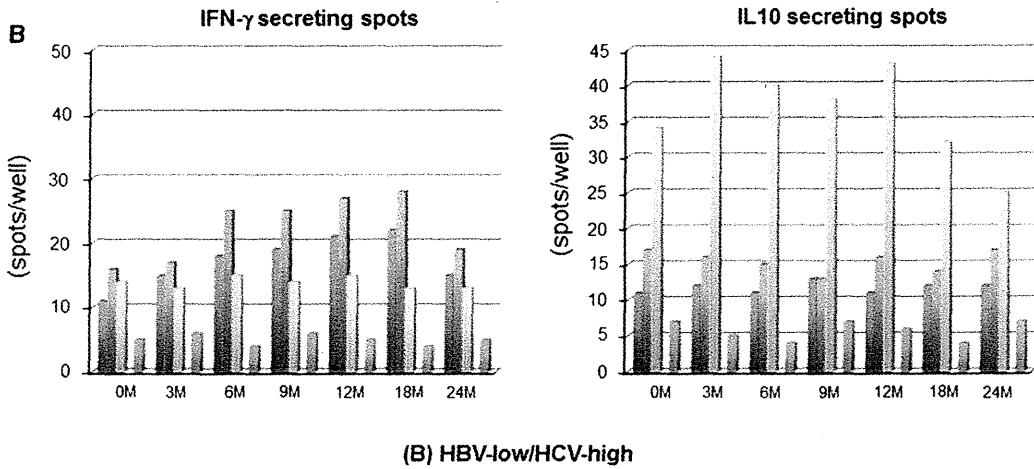 B
IFN-γ secreting spots
(spots/well)
50
40
30
20
10
0
0M 3M 6M 9M 12M 18M 24M
IL10 secreting spots
(spots/well)
45
40
35
30
25
20
15
10
5
0
0M 3M 6M 9M 12M 18M 24M
(B) HBV-low/HCV-high